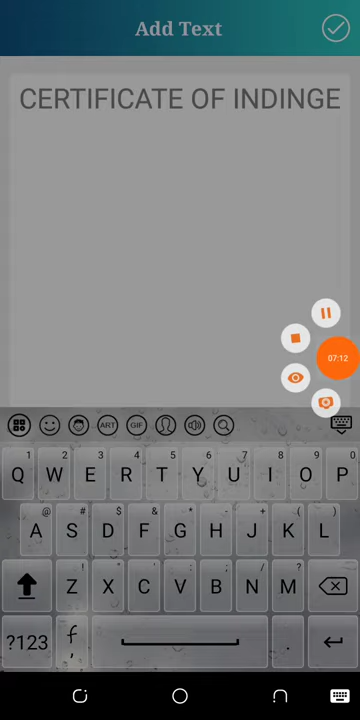 Add Text
CERTIFICATE OF INDINGE
07:12
ART GIF
1 2 3 4 5 6 7 8 9 0
Q W E R T Y U I O P
@ # $ & * - + ( )
A S D F G H J K L
! " ' : ; / ?
Z X C V B N M
?123 f , .